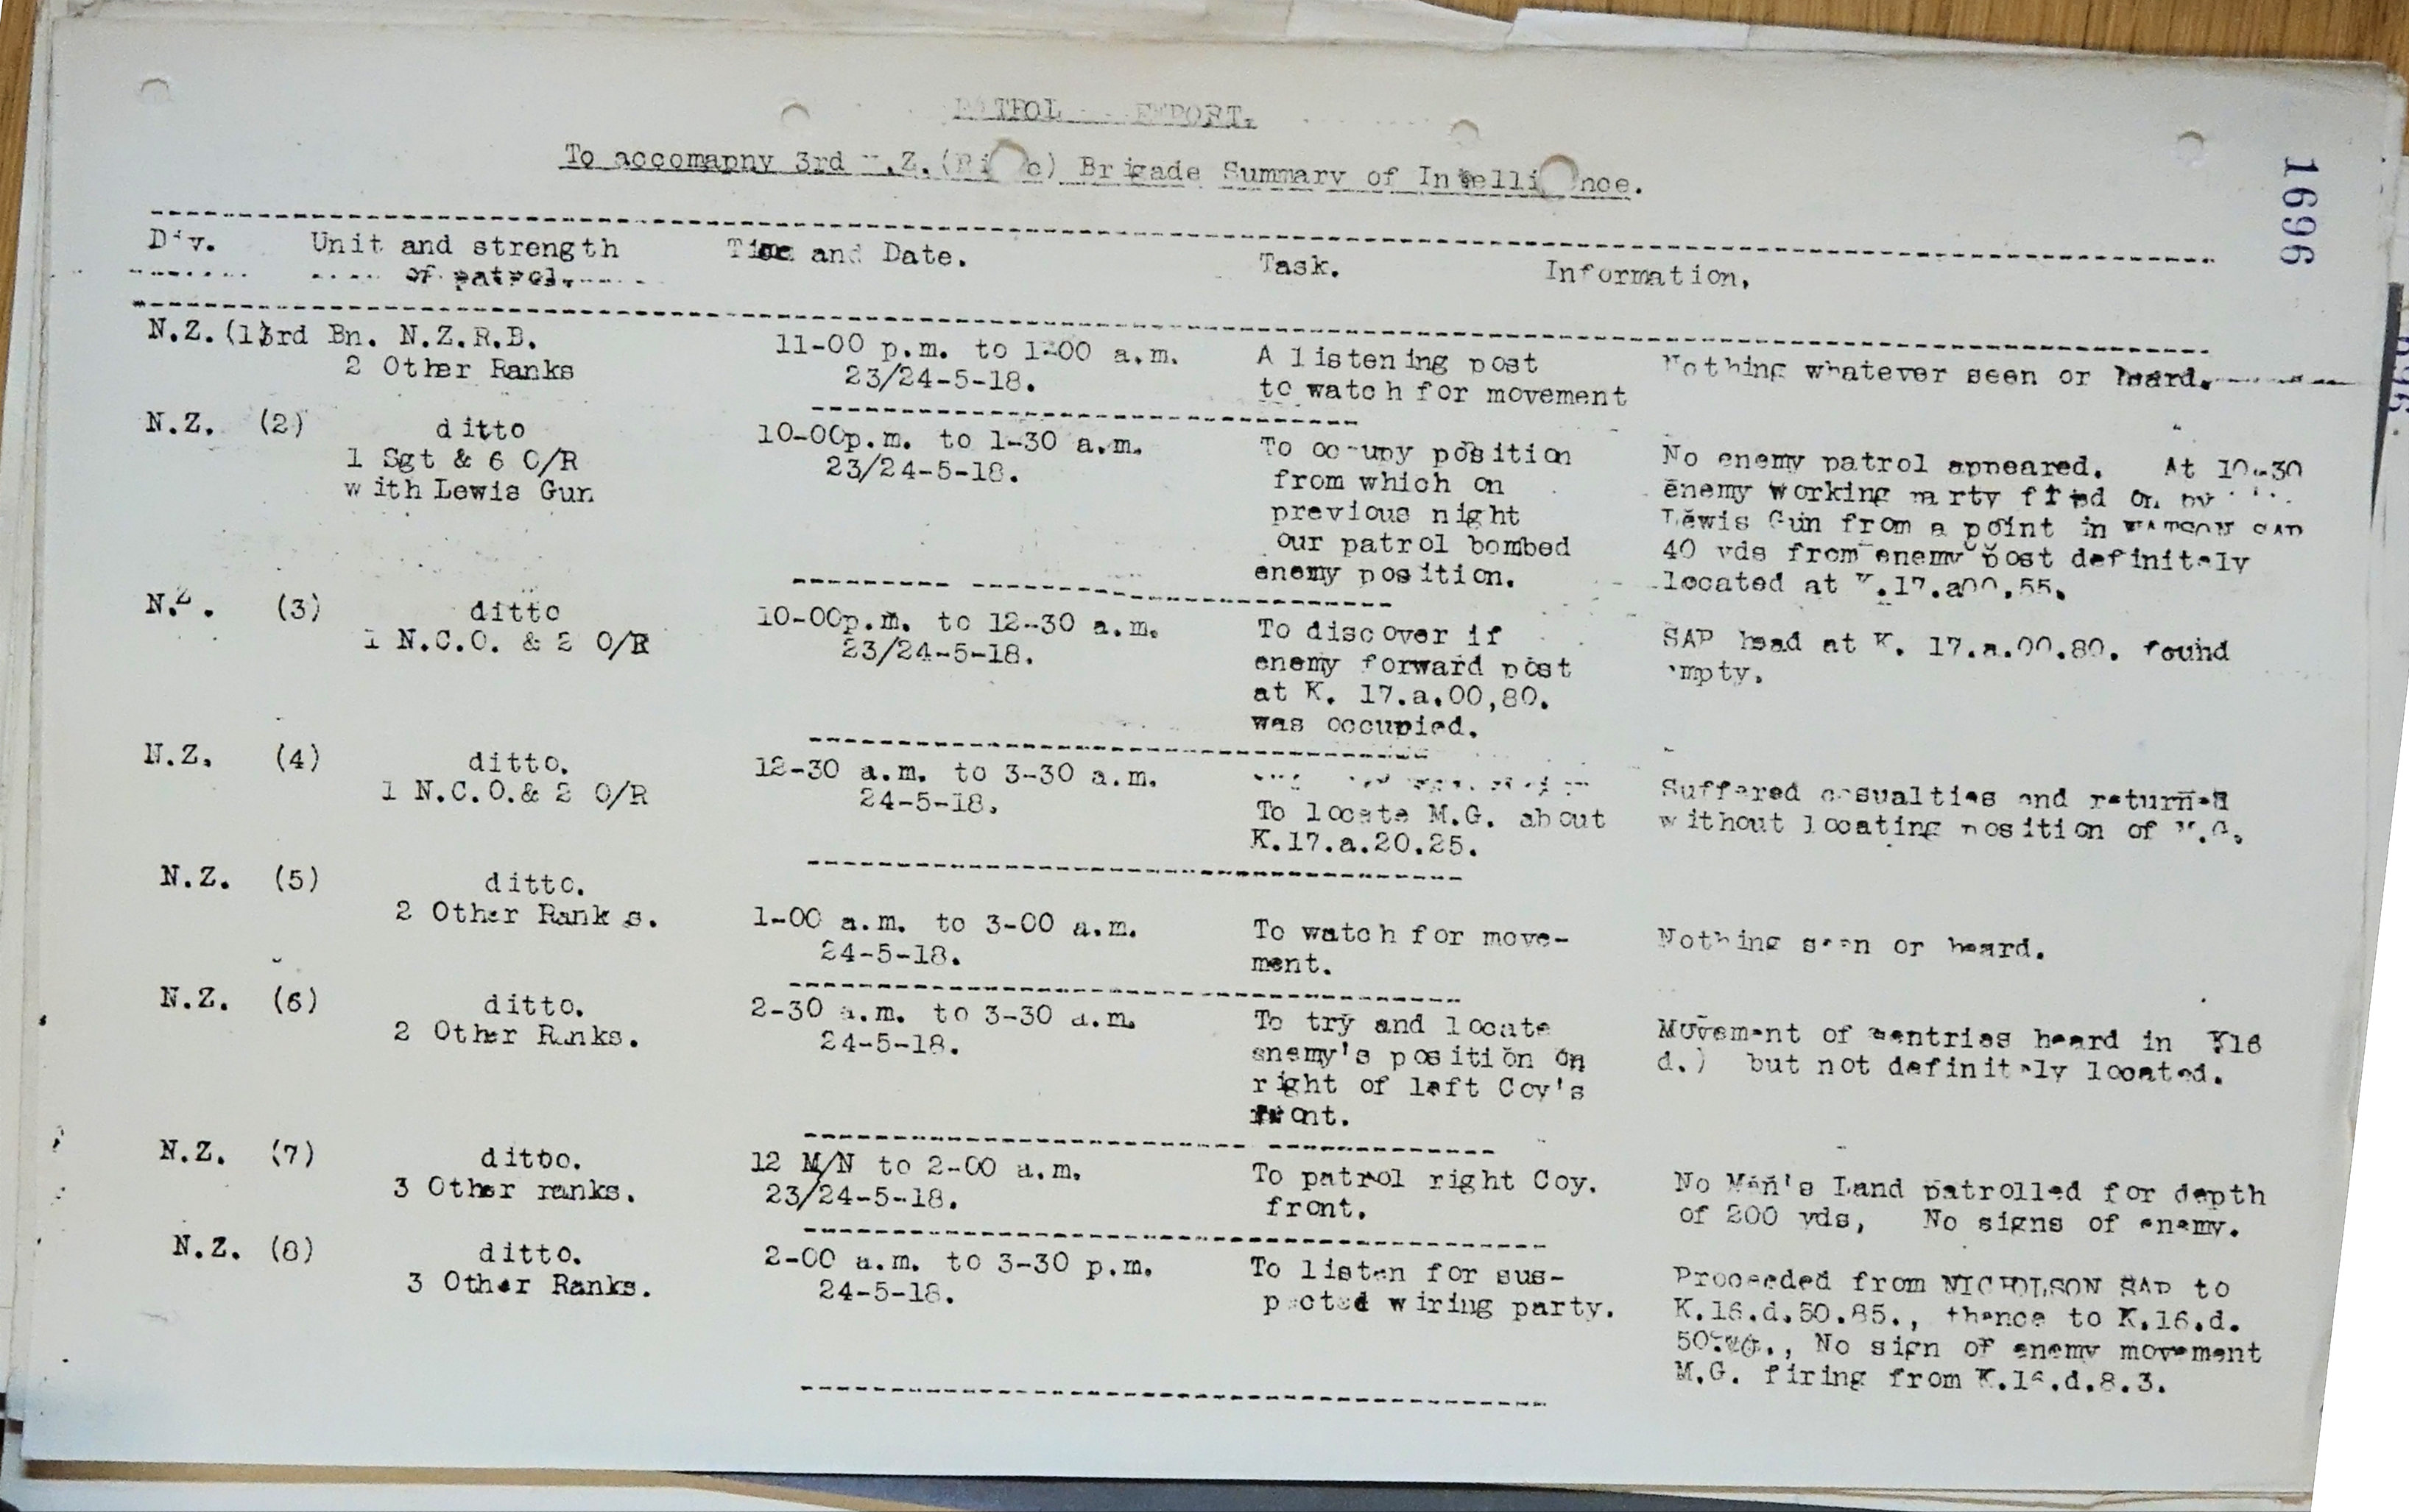 PATROL REPORT.
To accomapny 3rd N.Z.(Ri c) Brigade Summary of Intelli nce.
1696
Div. Unit and strength Time and Date. Task. Information.
of patrol.
N.Z. (1) 3rd Bn. N.Z.R.B. 11-00 p.m. to 1-00 a.m. A listening post Nothing whatever seen or heard.
2 Other Ranks 23/24-5-18. to watch for movement
N.Z. (2) ditto 10-00p.m. to 1-30 a.m. To occupy position No enemy patrol appeared. At 10-30
1 Sgt & 6 O/R 23/24-5-18. from which on enemy working party fired on by
with Lewis Gun previous night Lewis Gun from a point in WATSON SAP
our patrol bombed 40 yds from enemy post definitely
enemy position. located at K.17.a00.55.
N.Z. (3) ditto 10-00p.m. to 12-30 a.m. To discover if SAP head at K. 17.a.00.80. found
1 N.C.O. & 2 O/R 23/24-5-18. enemy forward post empty.
at K. 17.a.00,80.
was occupied.
N.Z. (4) ditto. 12-30 a.m. to 3-30 a.m. Suffered casualties and returned
1 N.C.O.& 2 O/R 24-5-18. To locate M.G. about without locating position of M.G.
K.17.a.20.25.
N.Z. (5) ditto.
2 Other Ranks. 1-00 a.m. to 3-00 a.m. To watch for move- Nothing seen or heard.
24-5-18. ment.
N.Z. (6) ditto. 2-30 a.m. to 3-30 a.m. To try and locate Movement of sentries heard in K16
2 Other Ranks. 24-5-18. enemy's position on d.) but not definitely located.
right of left Coy's
front.
N.Z. (7) ditoo. 12 M/N to 2-00 a.m. To patrol right Coy. No Man's Land patrolled for depth
3 Other ranks. 23/24-5-18. front. of 200 yds, No signs of enemy.
N.Z. (8) ditto. 2-00 a.m. to 3-30 p.m. To listen for sus- Proceeded from NICHOLSON SAP to
3 Other Ranks. 24-5-18. pected wiring party. K.16.d.50.85., thence to K.16.d.
No sign of enemy movement
M.G. firing from K.16.d.8.3.